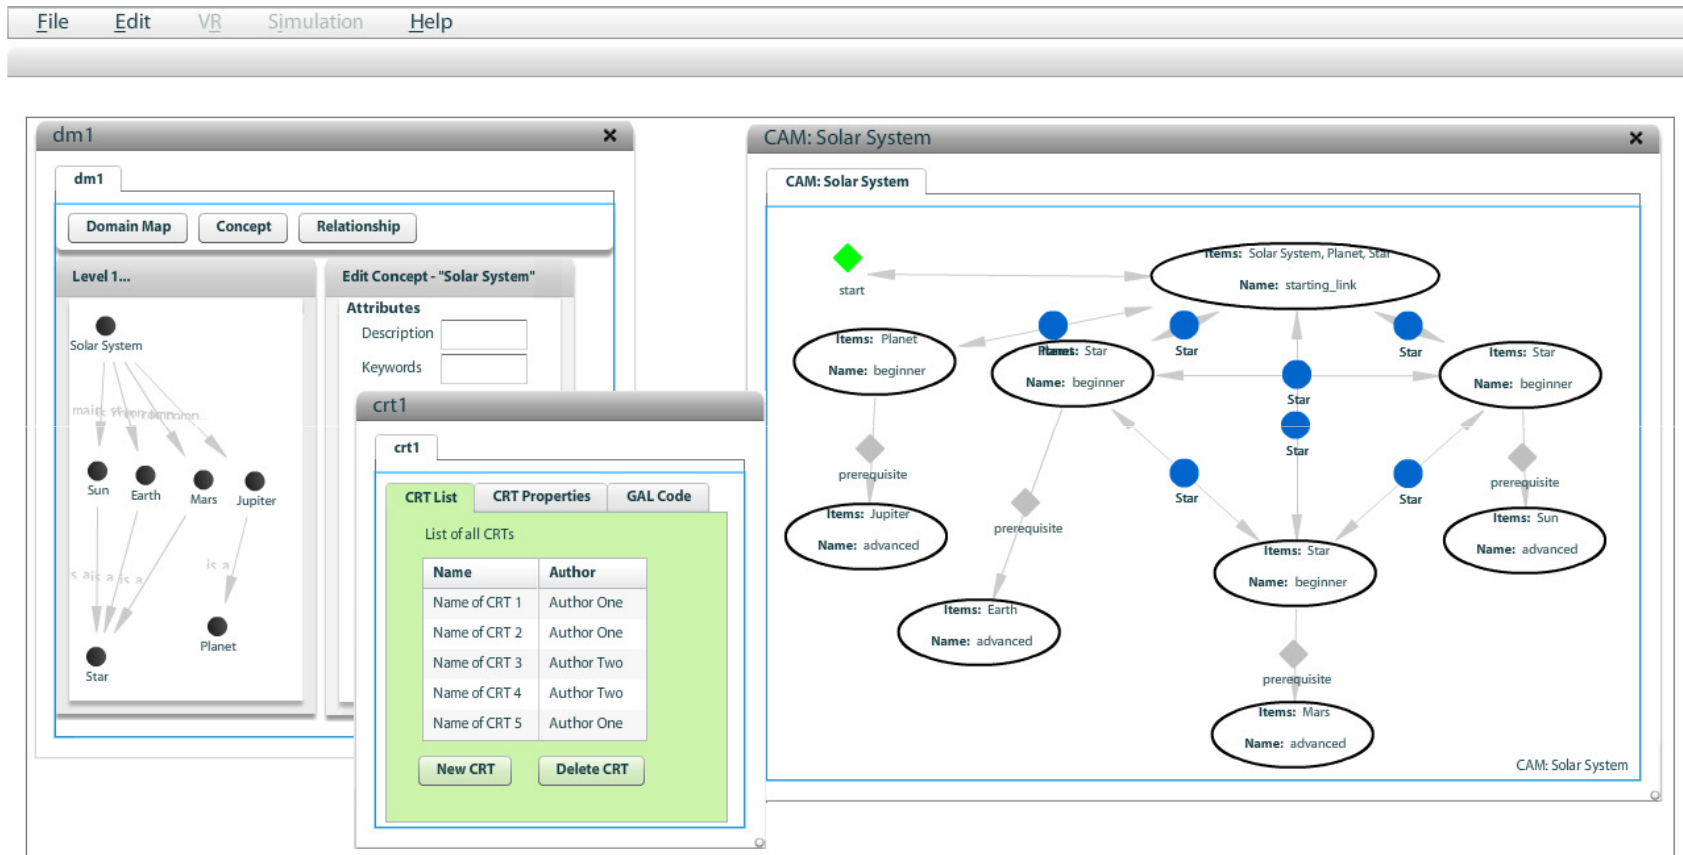 File Edit VR Simulation Help
dm1
dm1
Domain Map Concept Relationship
Level 1...
Solar System
Sun
Earth
Mars
Jupiter
is a
is a
Planet
Star
Edit Concept - "Solar System"
Attributes
Description
Keywords
crt1
crt1
CRT List CRT Properties GAL Code
List of all CRTs
Name Author
Name of CRT 1 Author One
Name of CRT 2 Author One
Name of CRT 3 Author Two
Name of CRT 4 Author Two
Name of CRT 5 Author One
New CRT Delete CRT
CAM: Solar System
CAM: Solar System
start
Items: Solar System, Planet, Star
Name: starting_link
Items: Planet
Name: beginner
Star
Name: beginner
Star
Star
Items: Star
Name: beginner
Star
Star
prerequisite
prerequisite
prerequisite
Star
Star
Items: Jupiter
Name: advanced
Items: Sun
Name: advanced
Items: Star
Name: beginner
Items: Earth
Name: advanced
prerequisite
Items: Mars
Name: advanced
CAM: Solar System